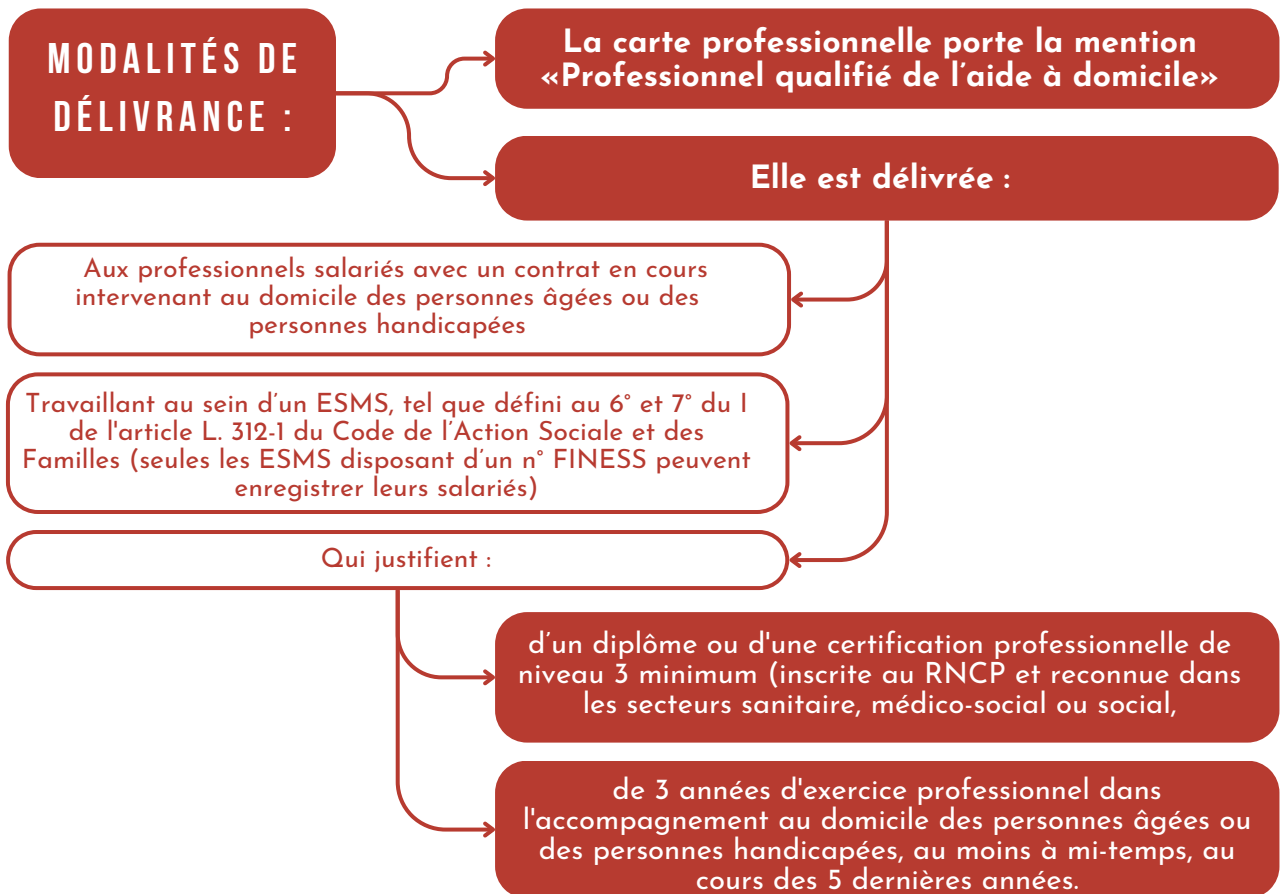 MODALITÉS DE
DÉLIVRANCE :
La carte professionnelle porte la mention
«Professionnel qualifié de l'aide à domicile»
Elle est délivrée :
Aux professionnels salariés avec un contrat en cours
intervenant au domicile des personnes âgées ou des
personnes handicapées
Travaillant au sein d'un ESMS, tel que défini au 6° et 7° du I
de l'article L. 312-1 du Code de l'Action Sociale et des
Familles (seules les ESMS disposant d'un n° FINESS peuvent
enregistrer leurs salariés)
Qui justifient :
d'un diplôme ou d'une certification professionnelle de
niveau 3 minimum (inscrite au RNCP et reconnue dans
les secteurs sanitaire, médico-social ou social,
de 3 années d'exercice professionnel dans
l'accompagnement au domicile des personnes âgées ou
des personnes handicapées, au moins à mi-temps, au
cours des 5 dernières années.